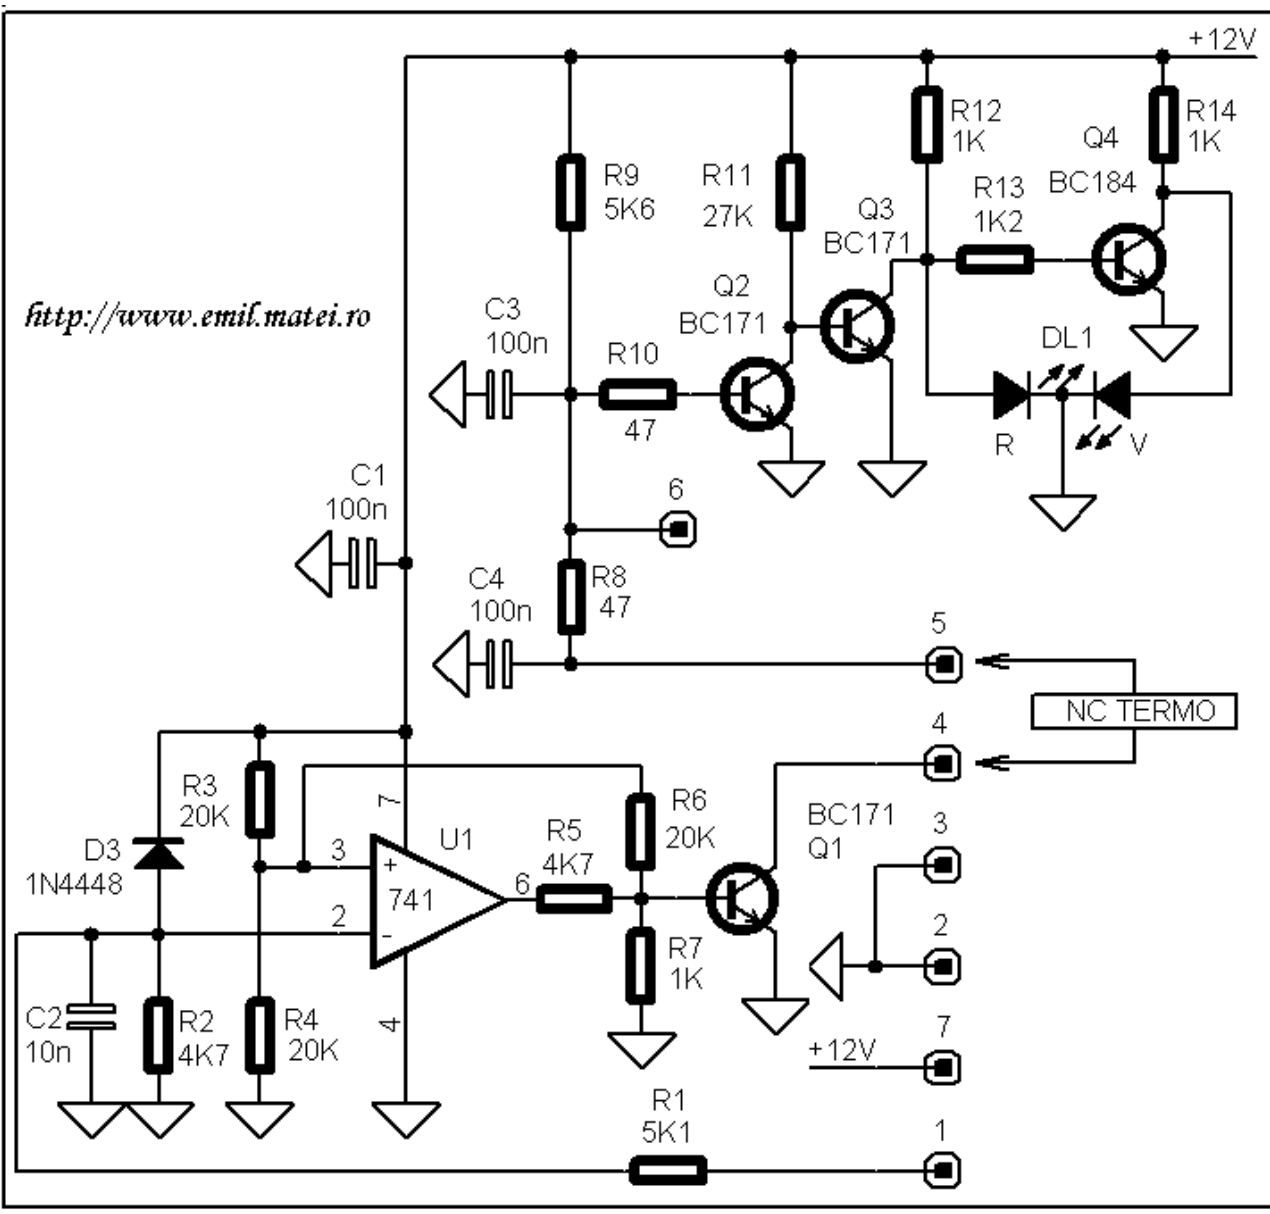 +12V
R12
1K
R14
1K
Q4
BC184
R9
5K6
R11
27K
R13
1K2
Q3
BC171
http://www.emil.matei.ro
Q2
BC171
C3
100n
R10
47
DL1
R
V
C1
100n
6
C4
100n
R8
47
5
NC TERMO
4
R3
20K
7
U1
R6
20K
BC171
Q1
3
D3
1N4448
3
+
741
2
-
6
R5
4K7
R7
1K
2
C2
10n
R2
4K7
R4
20K
4
+12V
7
R1
5K1
1